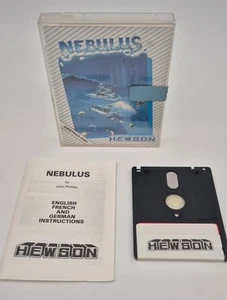 NEBULUS
HEWSON
NEBULUS
by
John Phillips
ENGLISH
FRENCH
AND
GERMAN
INSTRUCTIONS
HEWSON
HEWSON